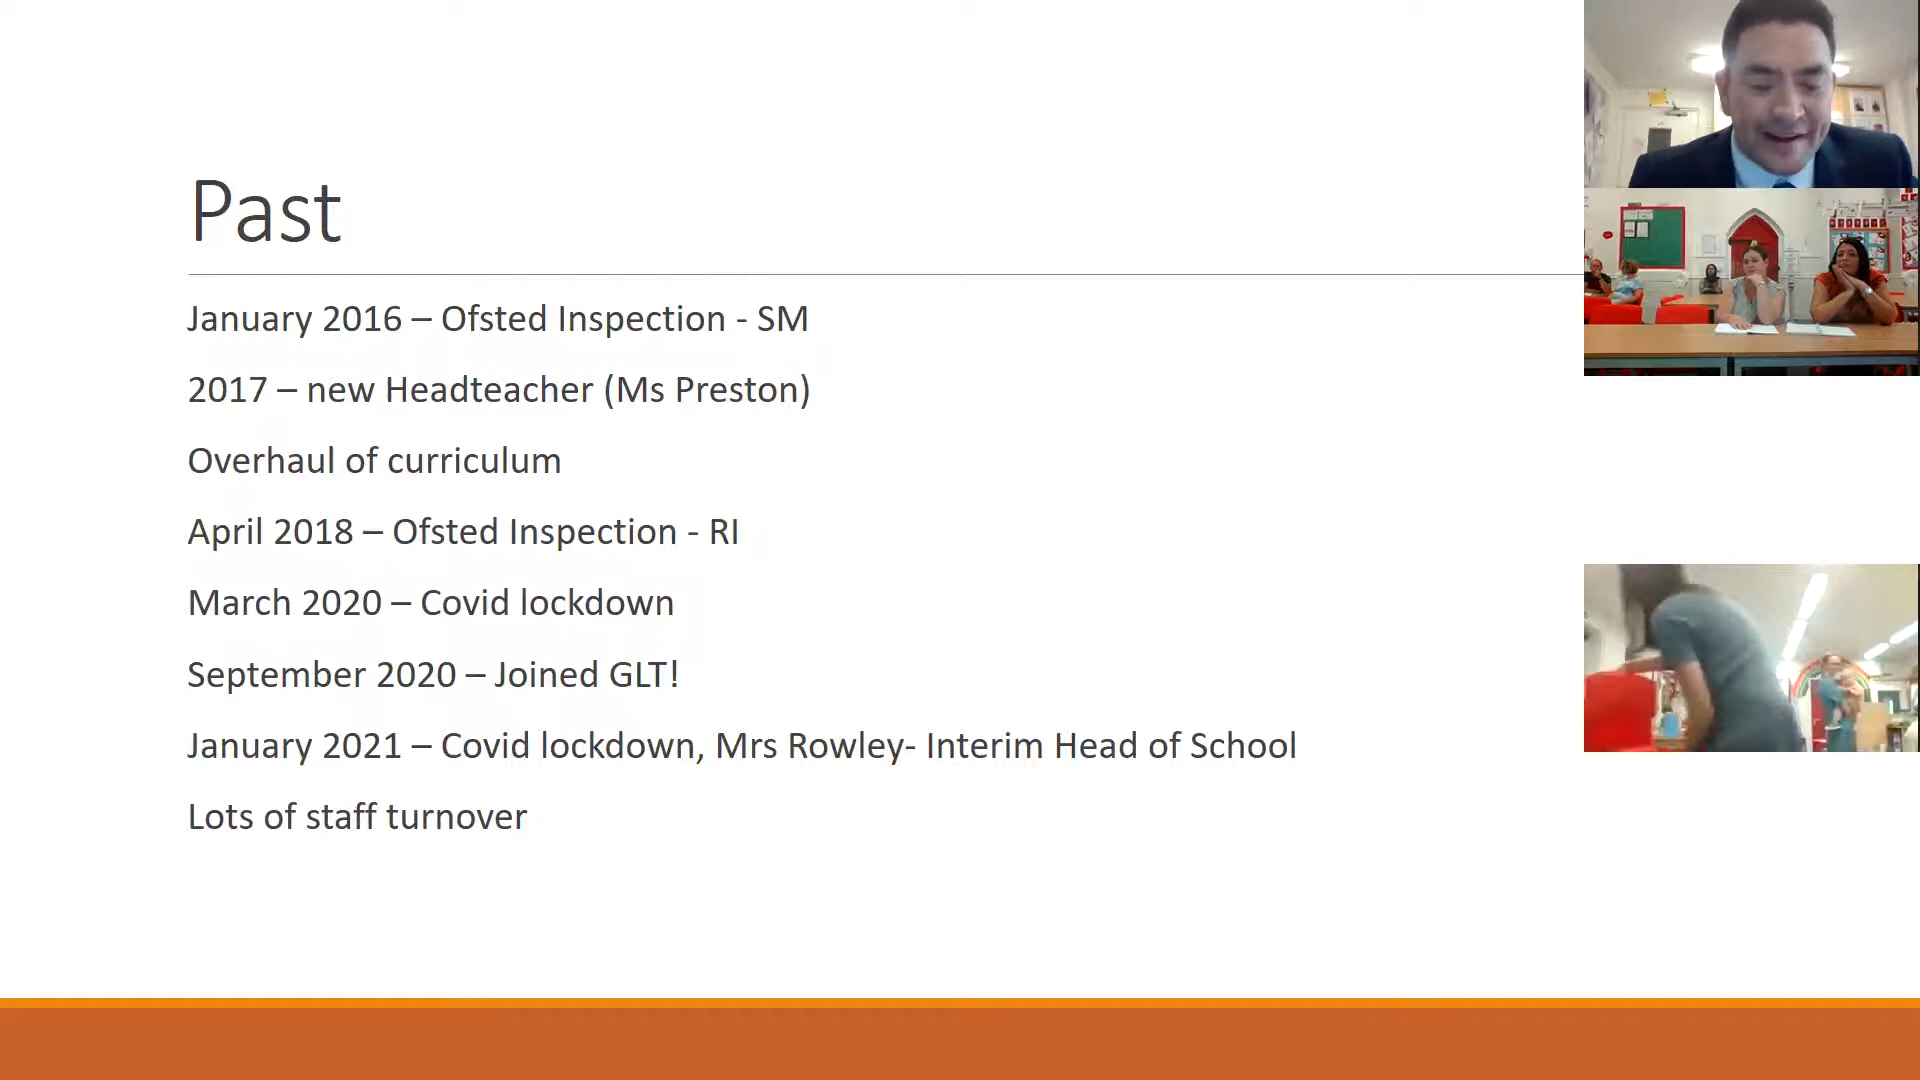 Past
January 2016 – Ofsted Inspection - SM
2017 – new Headteacher (Ms Preston)
Overhaul of curriculum
April 2018 – Ofsted Inspection - RI
March 2020 – Covid lockdown
September 2020 – Joined GLT!
January 2021 – Covid lockdown, Mrs Rowley- Interim Head of School
Lots of staff turnover